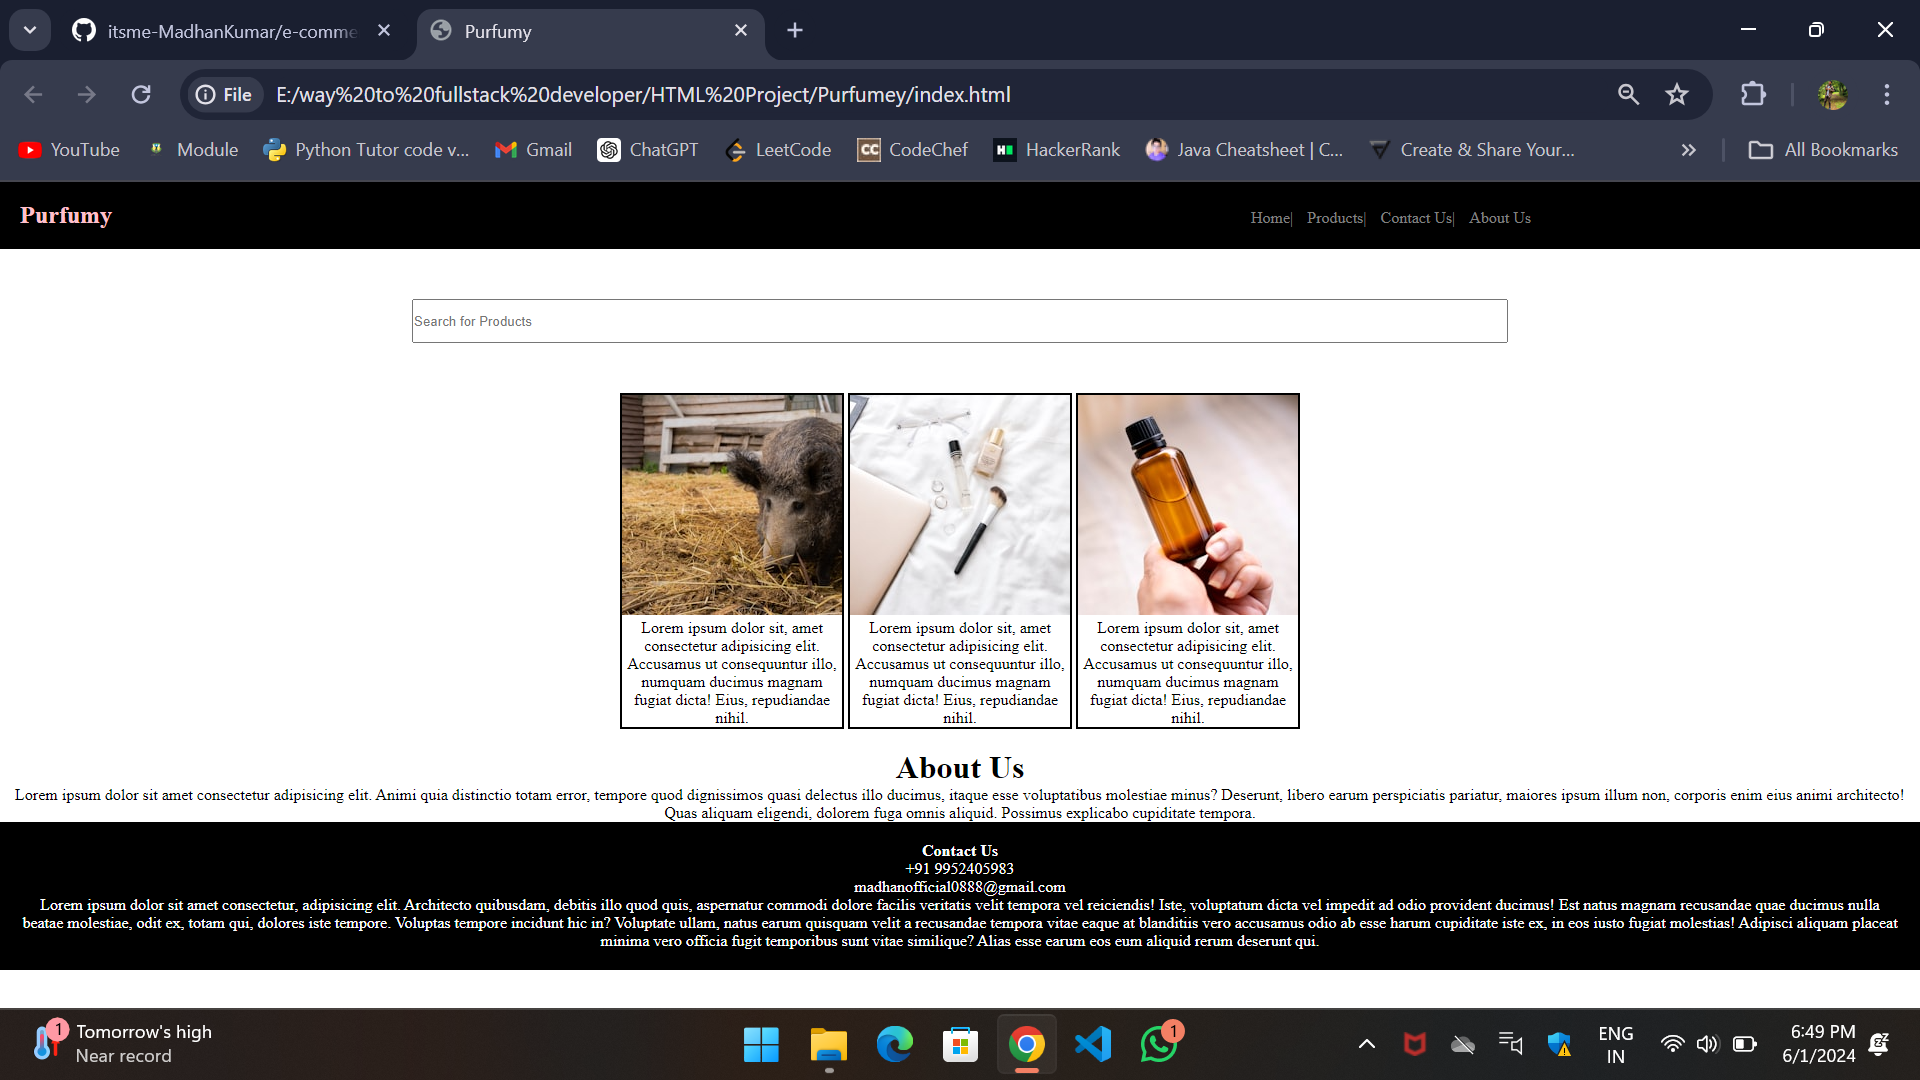 itsme-MadhanKumar/e-comme
Purfumy
File
E:/way%20to%20fullstack%20developer/HTML%20Project/Purfumey/index.html
YouTube
Module
Python Tutor code v...
Gmail
ChatGPT
LeetCode
CC CodeChef
H HackerRank
Java Cheatsheet | C...
Create & Share Your...
All Bookmarks
Purfumy
Home| Products| Contact Us| About Us
Search for Products
Lorem ipsum dolor sit, amet
consectetur adipisicing elit.
Accusamus ut consequuntur illo,
numquam ducimus magnam
fugiat dicta! Eius, repudiandae
nihil.
Lorem ipsum dolor sit, amet
consectetur adipisicing elit.
Accusamus ut consequuntur illo,
numquam ducimus magnam
fugiat dicta! Eius, repudiandae
nihil.
Lorem ipsum dolor sit, amet
consectetur adipisicing elit.
Accusamus ut consequuntur illo,
numquam ducimus magnam
fugiat dicta! Eius, repudiandae
nihil.
About Us
Lorem ipsum dolor sit amet consectetur adipisicing elit. Animi quia distinctio totam error, tempore quod dignissimos quasi delectus illo ducimus, itaque esse voluptatibus molestiae minus? Deserunt, libero earum perspiciatis pariatur, maiores ipsum illum non, corporis enim eius animi architecto!
Quas aliquam eligendi, dolorem fuga omnis aliquid. Possimus explicabo cupiditate tempora.
Contact Us
+91 9952405983
madhanofficial0888@gmail.com
Lorem ipsum dolor sit amet consectetur, adipisicing elit. Architecto quibusdam, debitis illo quod quis, aspernatur commodi dolore facilis veritatis velit tempora vel reiciendis! Iste, voluptatum dicta vel impedit ad odio provident ducimus! Est natus magnam recusandae quae ducimus nulla
beatae molestiae, odit ex, totam qui, dolores iste tempore. Voluptas tempore incidunt hic in? Voluptate ullam, natus earum quisquam velit a recusandae tempora vitae eaque at blanditiis vero accusamus odio ab esse harum cupiditate iste ex, in eos iusto fugiat molestias! Adipisci aliquam placeat
minima vero officia fugit temporibus sunt vitae similique? Alias esse earum eos eum aliquid rerum deserunt qui.
1
Tomorrow's high
Near record
1
ENG
IN
6:49 PM
6/1/2024